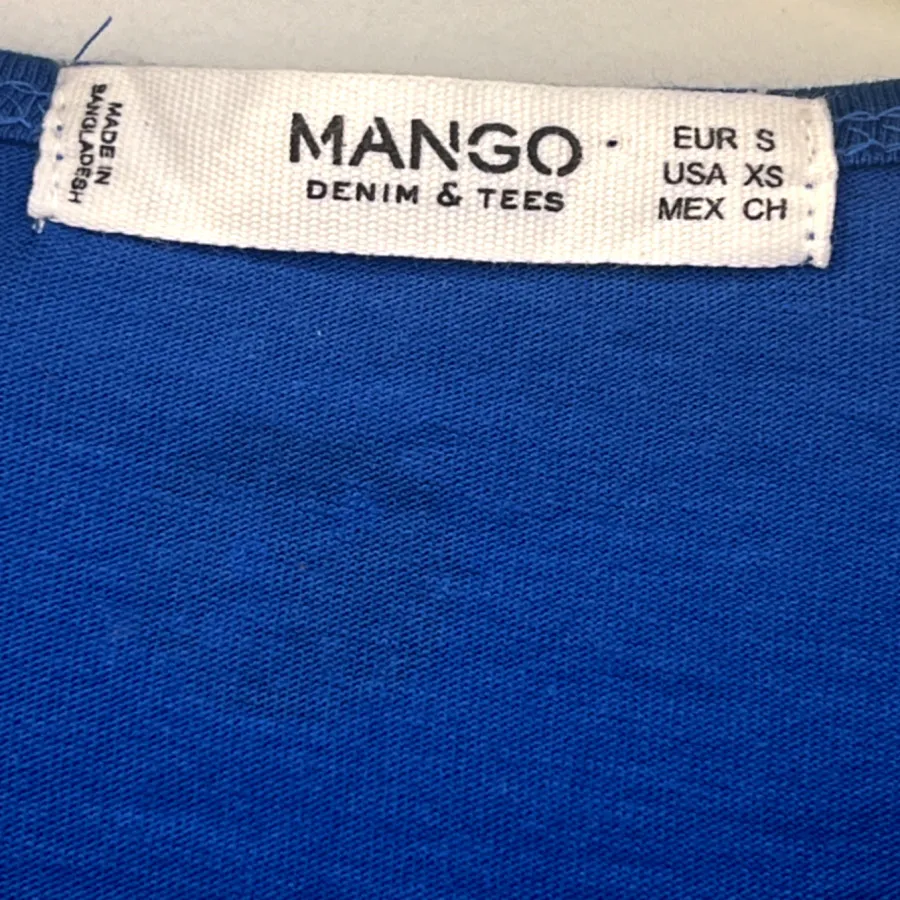 MADE IN
BANGLADESH
MANGO
DENIM & TEES
EUR S
USA XS
MEX CH